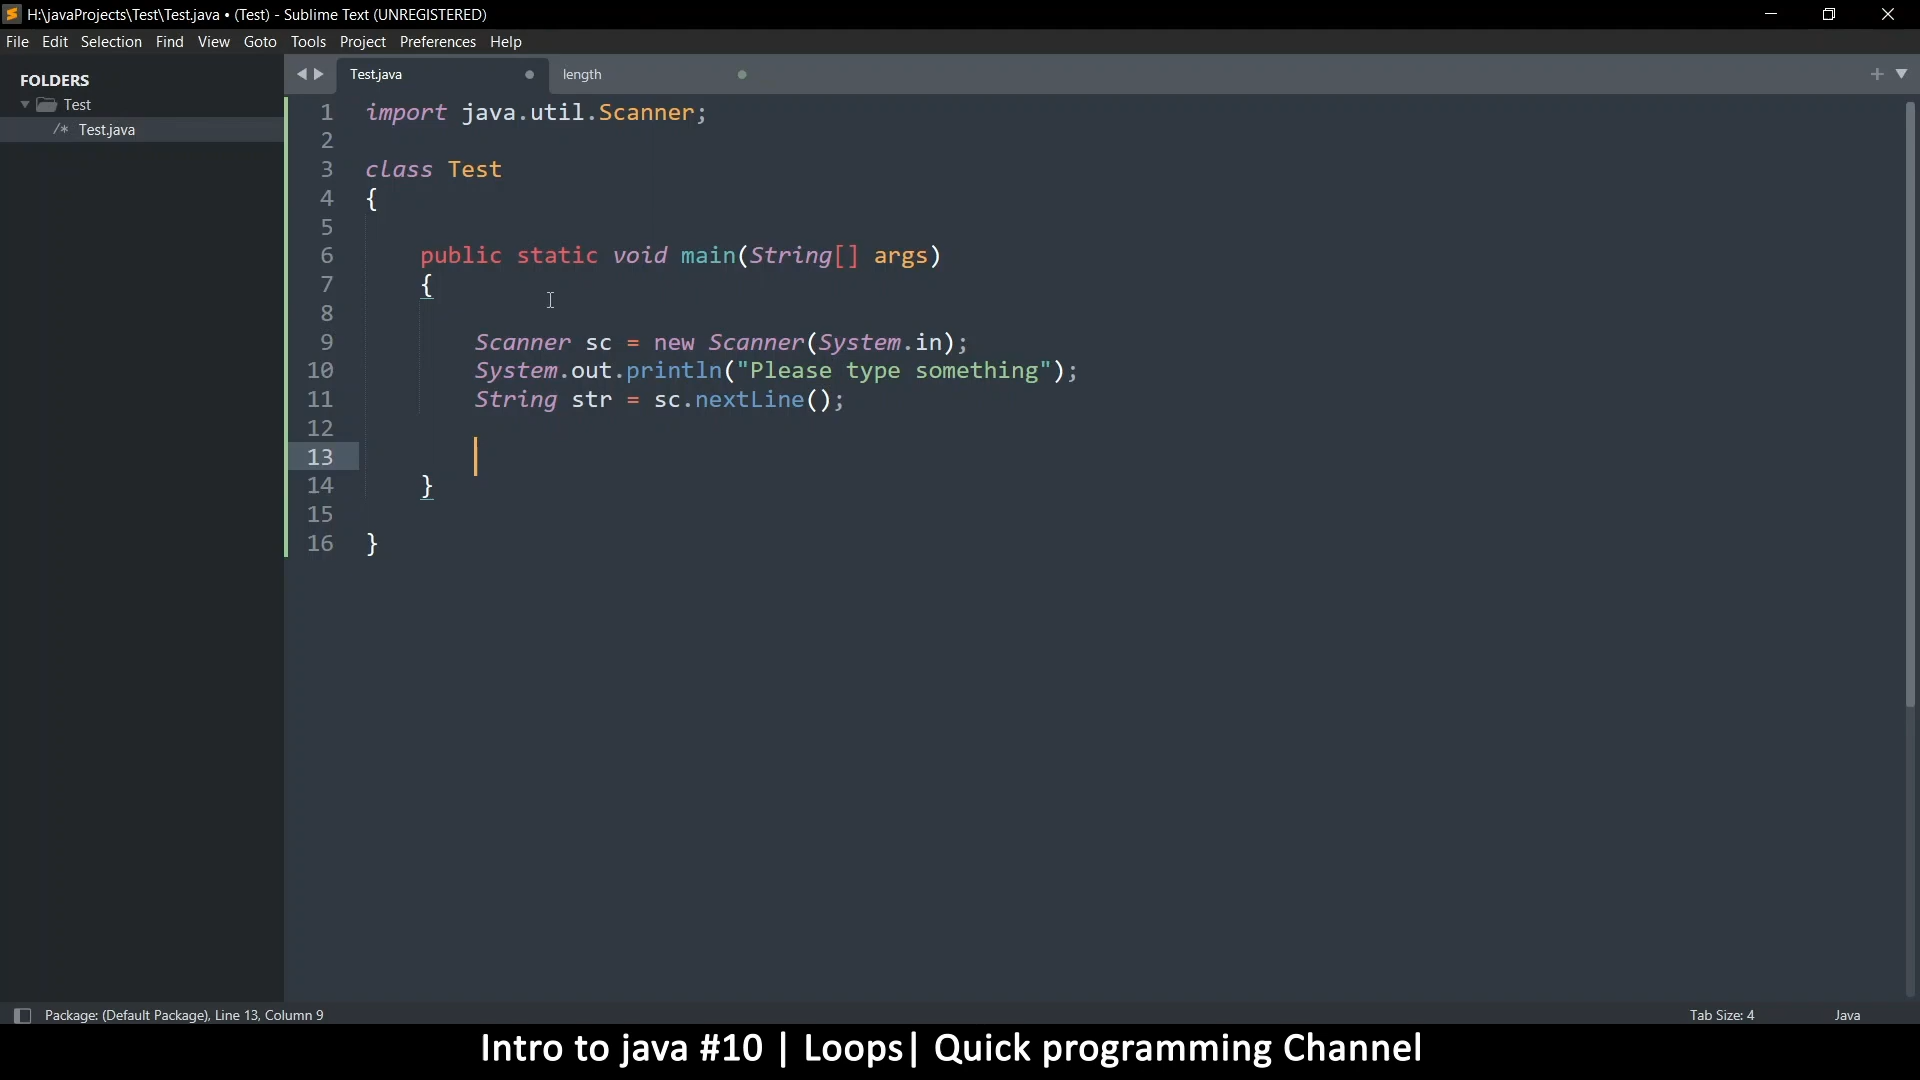 H:\javaProjects\Test\Test.java • (Test) - Sublime Text (UNREGISTERED)
File Edit Selection Find View Goto Tools Project Preferences Help
FOLDERS
Test
/* Test.java
Test.java
length
1 import java.util.Scanner;
2
3 class Test
4 {
5
6 public static void main(String[] args)
7 {
8
9 Scanner sc = new Scanner(System.in);
10 System.out.println("Please type something");
11 String str = sc.nextLine();
12
13
14 }
15
16 }
Package: (Default Package), Line 13, Column 9
Tab Size: 4
Java
Intro to java #10 | Loops| Quick programming Channel